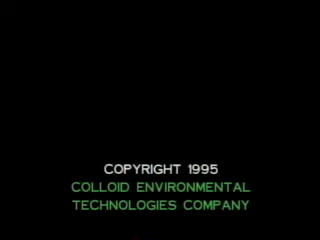 COPYRIGHT 1995
COLLOID ENVIRONMENTAL
TECHNOLOGIES COMPANY